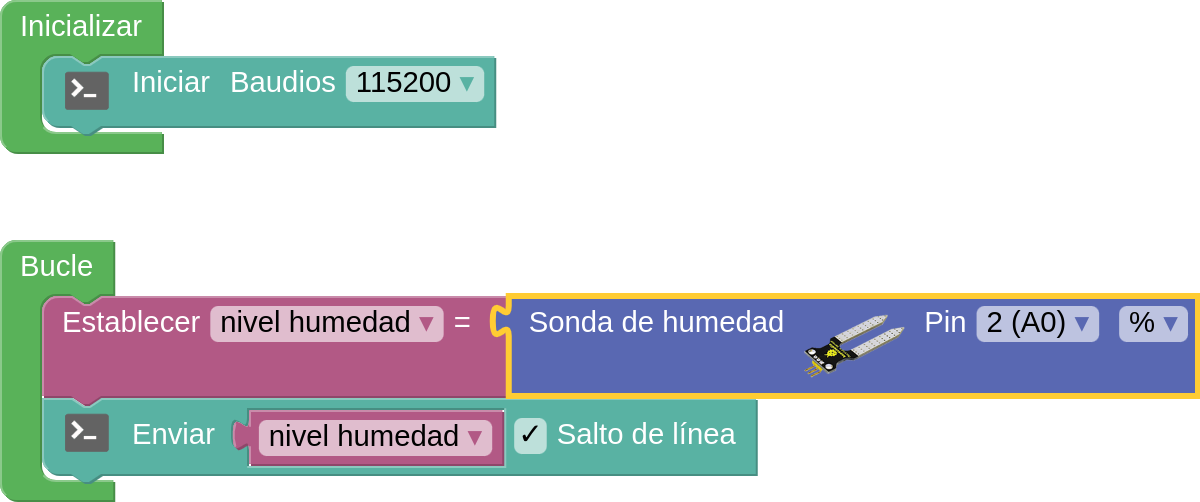 Inicializar
Iniciar Baudios 115200 ▼
Bucle
Establecer nivel humedad ▼ = Sonda de humedad Pin 2 (A0) ▼ % ▼
Enviar nivel humedad ▼ ✓ Salto de línea